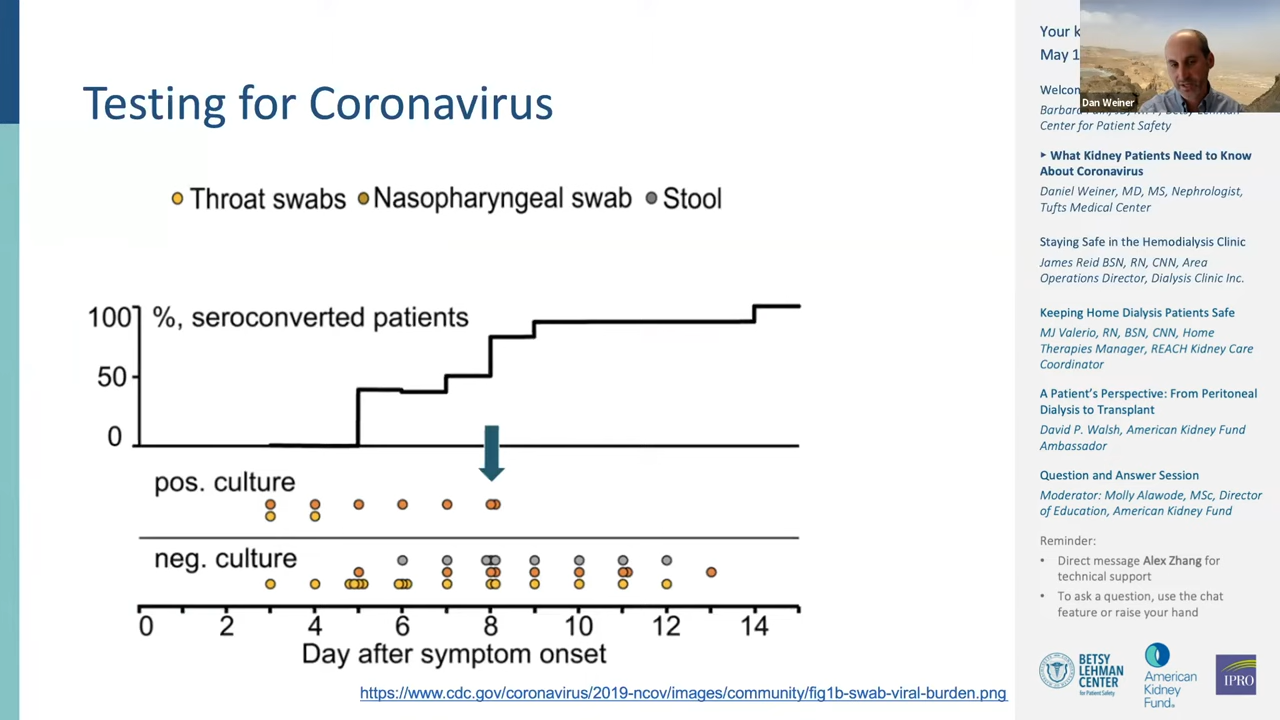 Testing for Coronavirus
Throat swabs Nasopharyngeal swab Stool
100 %, seroconverted patients
50
0
pos. culture
neg. culture
0 2 4 6 8 10 12 14
Day after symptom onset
https://www.cdc.gov/coronavirus/2019-ncov/images/community/fig1b-swab-viral-burden.png
Your
May
Dan Weiner
Center for Patient Safety
What Kidney Patients Need to Know
About Coronavirus
Daniel Weiner, MD, MS, Nephrologist,
Tufts Medical Center
Staying Safe in the Hemodialysis Clinic
James Reid BSN, RN, CNN, Area
Operations Director, Dialysis Clinic Inc.
Keeping Home Dialysis Patients Safe
MJ Valerio, RN, BSN, CNN, Home
Therapies Manager, REACH Kidney Care
Coordinator
A Patient's Perspective: From Peritoneal
Dialysis to Transplant
David P. Walsh, American Kidney Fund
Ambassador
Question and Answer Session
Moderator: Molly Alawode, MSc, Director
of Education, American Kidney Fund
Reminder:
• Direct message Alex Zhang for
technical support
• To ask a question, use the chat
feature or raise your hand
BETSY
LEHMAN
CENTER
for Patient Safety
American
Kidney
Fund.
IPRO